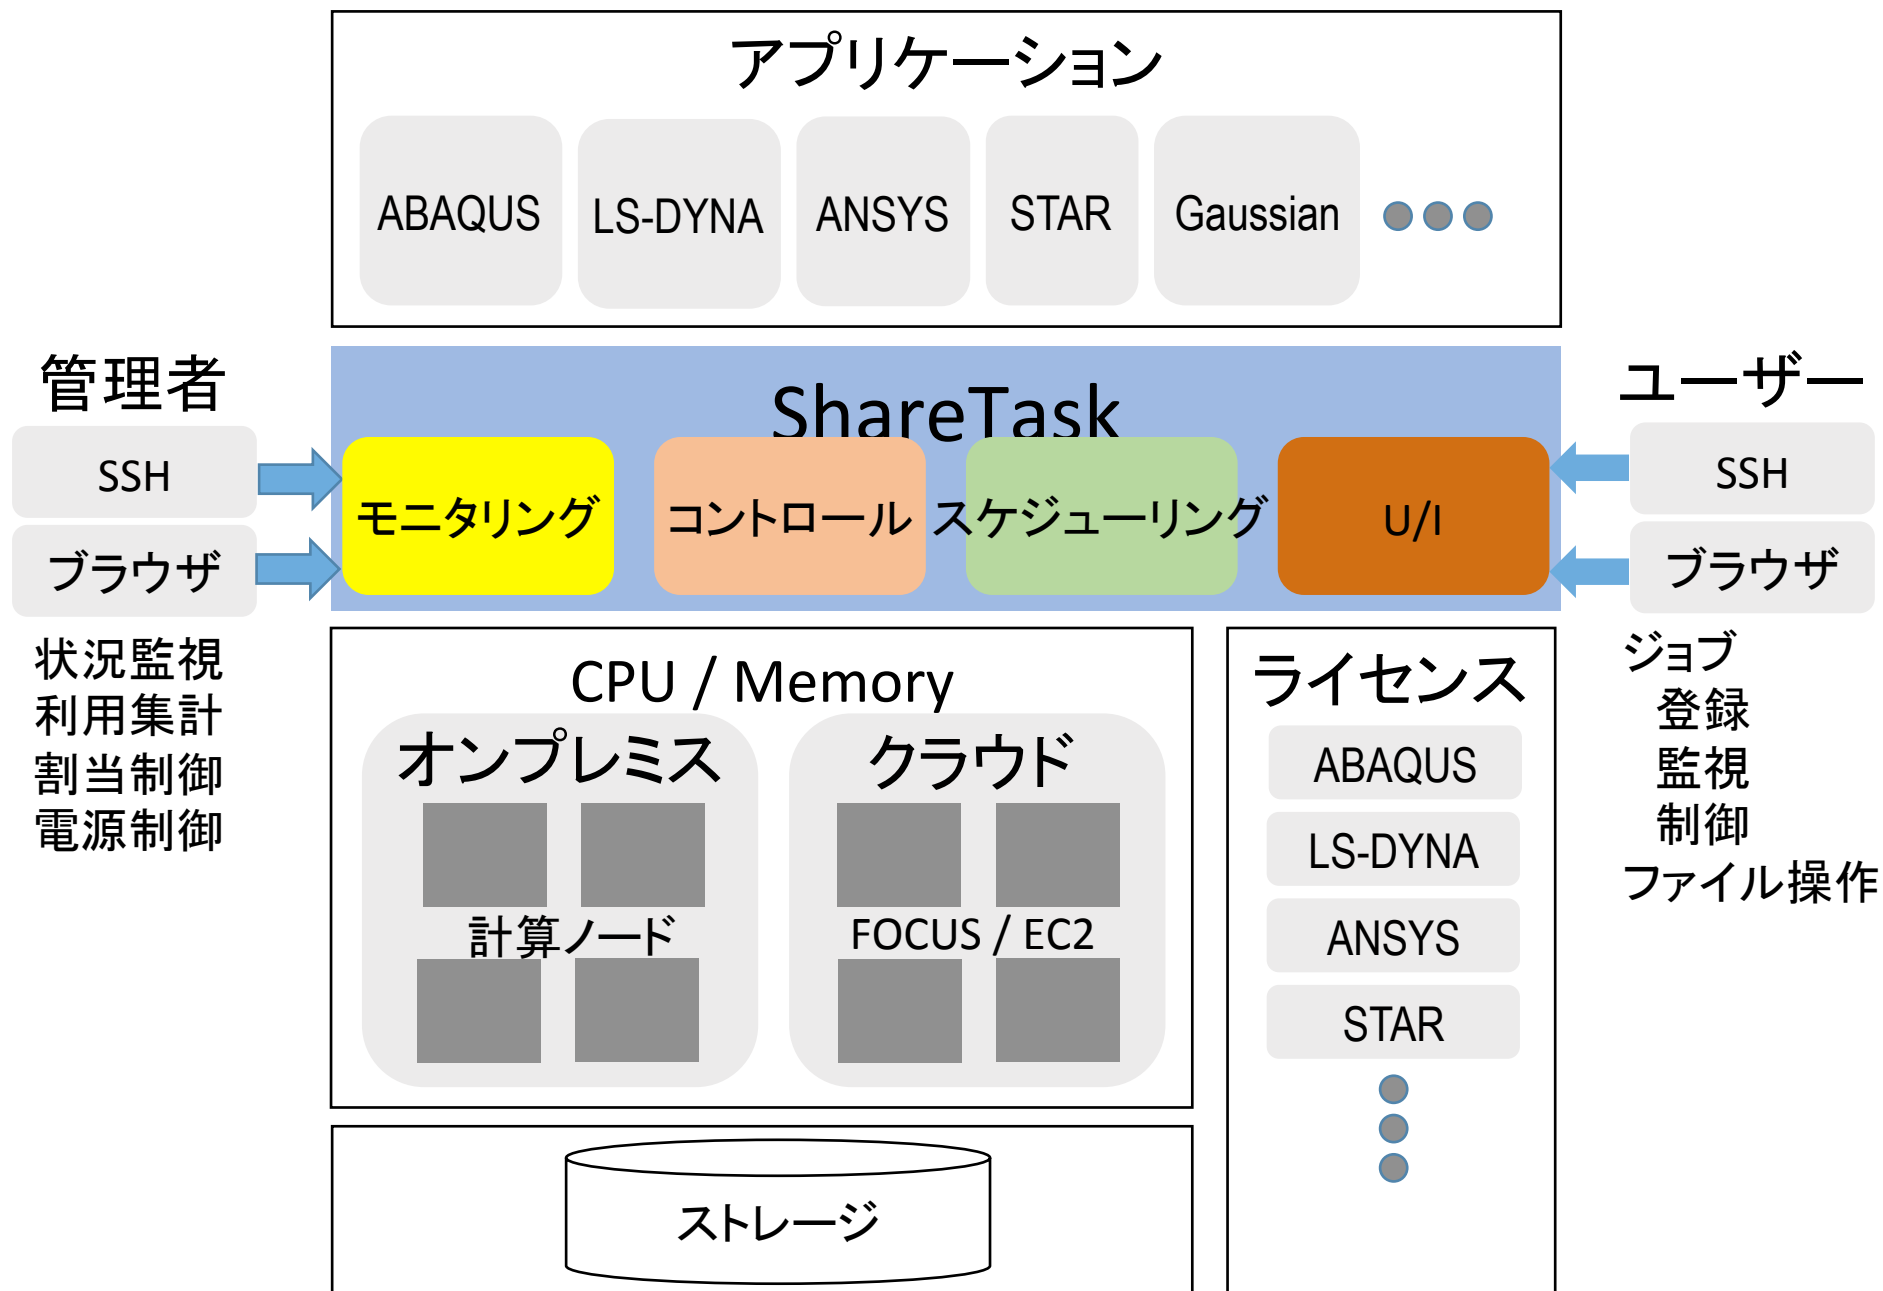 アプリケーション
ABAQUS
LS-DYNA
ANSYS
STAR
Gaussian
管理者
SSH
ブラウザ
状況監視
利用集計
割当制御
電源制御
ShareTask
モニタリング
コントロール
スケジューリング
U/I
ユーザー
SSH
ブラウザ
ジョブ
登録
監視
制御
ファイル操作
CPU / Memory
オンプレミス
計算ノード
クラウド
FOCUS / EC2
ライセンス
ABAQUS
LS-DYNA
ANSYS
STAR
ストレージ